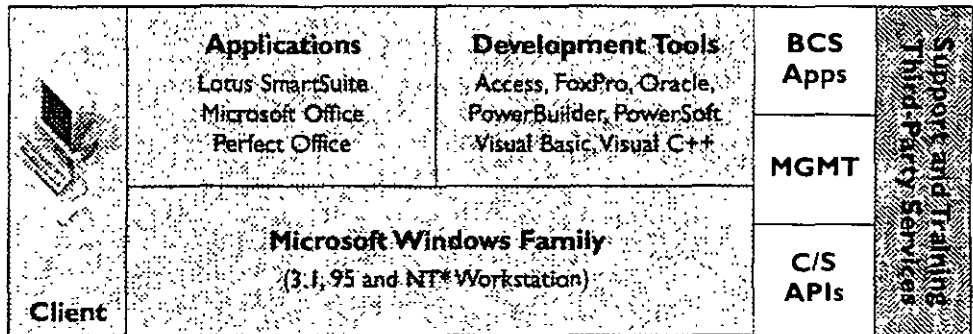 Applications
Lotus SmartSuite
Microsoft Office
Perfect Office
Development Tools
Access, FoxPro, Oracle,
PowerBuilder, PowerSoft
Visual Basic, Visual C++
BCS
Apps
MGMT
C/S
APIs
Microsoft Windows Family
(3.1, 95 and NT* Workstation)
Client
Support and Training
Third-Party Services